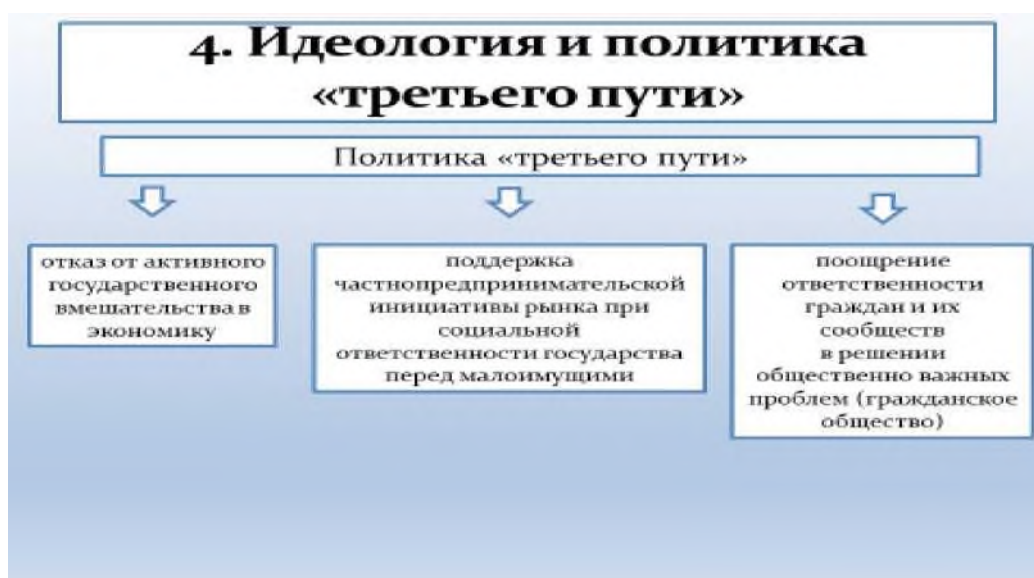 4. Идеология и политика
«третьего пути»
Политика «третьего пути»
отказ от активного
государственного
вмешательства в
экономику
поддержка
частнопредпринимательской
инициативы рынка при
социальной
ответственности государства
перед малоимущими
поощрение
ответственности
граждан и их
сообществ
в решении
общественно важных
проблем (гражданское
общество)